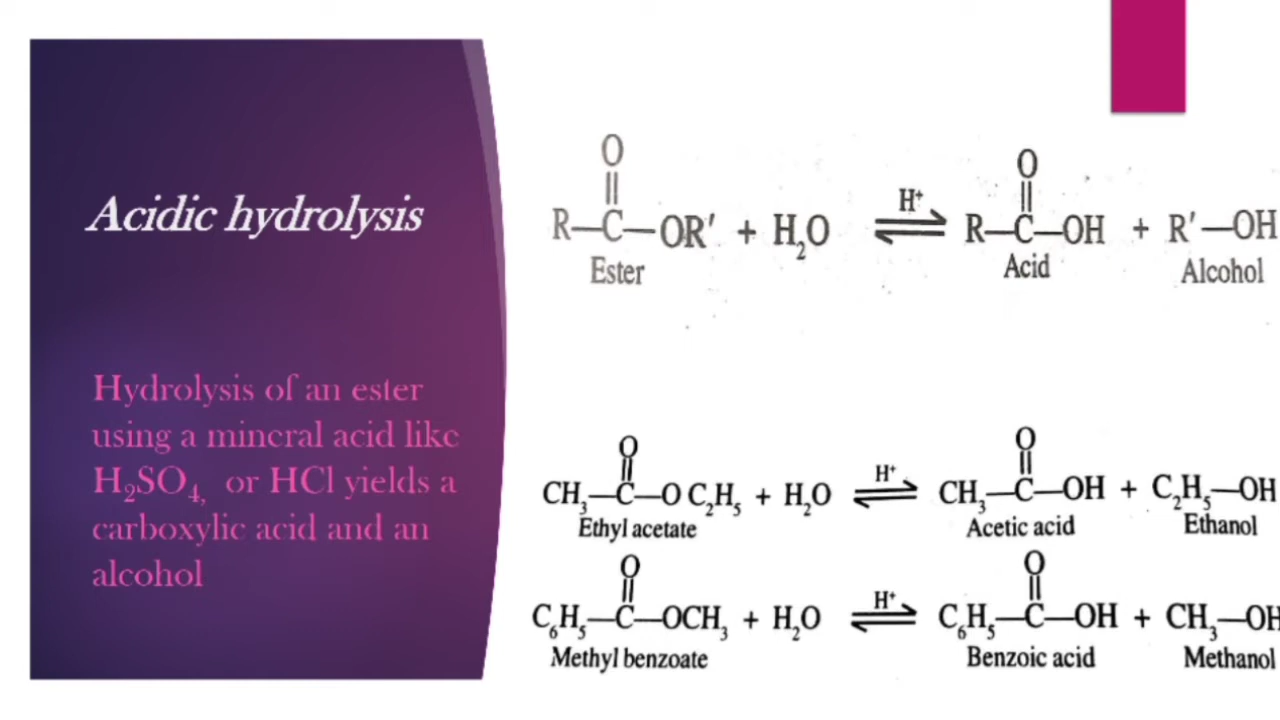 Acidic hydrolysis
Hydrolysis of an ester
using a mineral acid like
H₂SO₄, or HCl yields a
carboxylic acid and an
alcohol
O
||
R—C—OR′ + H₂O ⇌ R—C—OH + R′—OH
H⁺
O
||
Ester
Acid
Alcohol
O
||
CH₃—C—O C₂H₅ + H₂O ⇌ CH₃—C—OH + C₂H₅—OH
H⁺
O
||
Ethyl acetate
Acetic acid
Ethanol
O
||
C₆H₅—C—OCH₃ + H₂O ⇌ C₆H₅—C—OH + CH₃—OH
H⁺
O
||
Methyl benzoate
Benzoic acid
Methanol